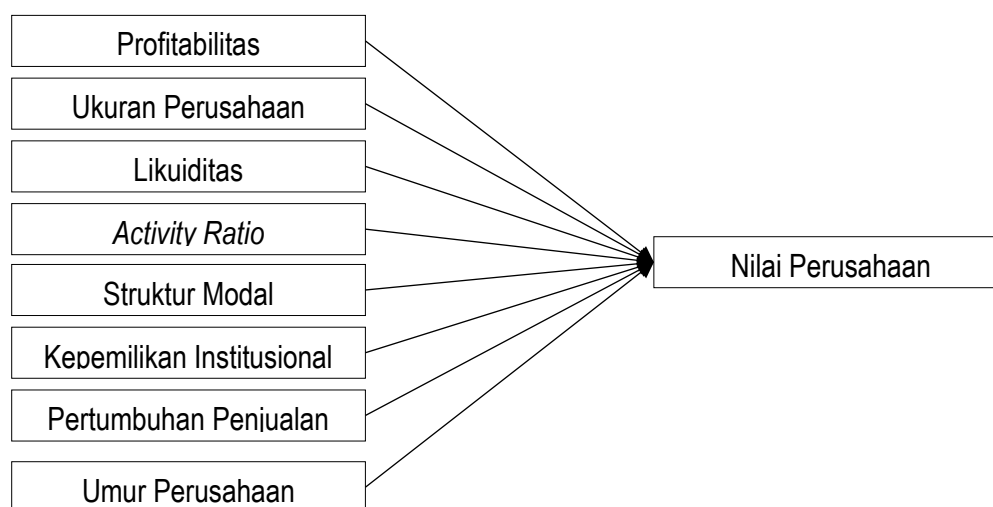 Profitabilitas
Ukuran Perusahaan
Likuiditas
Activity Ratio
Struktur Modal
Kepemilikan Institusional
Pertumbuhan Penjualan
Umur Perusahaan
Nilai Perusahaan